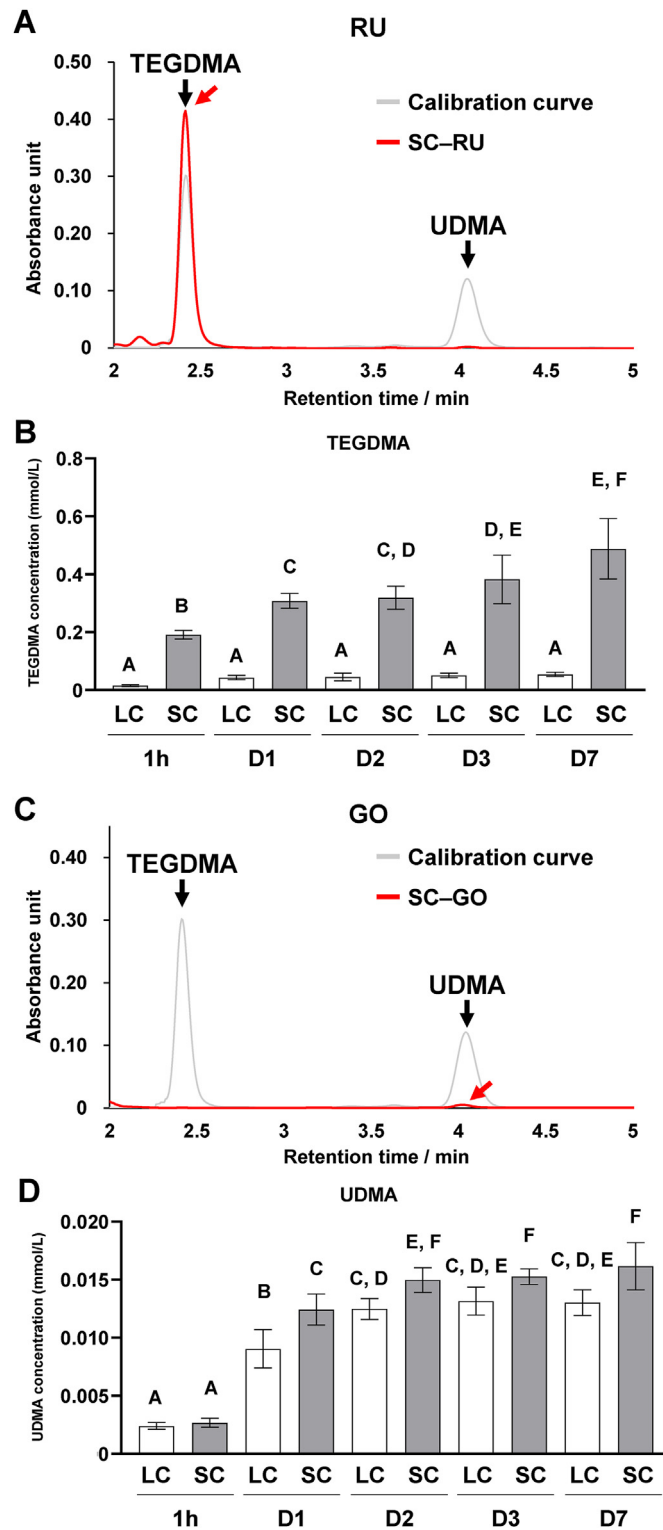 A
RU
TEGDMA
0.50
Calibration curve
0.40
SC–RU
0.30
UDMA
0.20
0.10
0
Absorbance unit
2 2.5 3 3.5 4 4.5 5
Retention time / min
B
TEGDMA
TEGDMA concentration (mmol/L)
0.8
0.6
0.4
0.2
0
A B A C A C, D A D, E A E, F
LC SC LC SC LC SC LC SC LC SC
1h D1 D2 D3 D7
C
GO
TEGDMA
0.40
Calibration curve
SC–GO
0.30
UDMA
0.20
0.10
0
Absorbance unit
2 2.5 3 3.5 4 4.5 5
Retention time / min
D
UDMA
UDMA concentration (mmol/L)
0.020
0.015
0.010
0.005
0
A A B C C, D E, F C, D, E F C, D, E F
LC SC LC SC LC SC LC SC LC SC
1h D1 D2 D3 D7